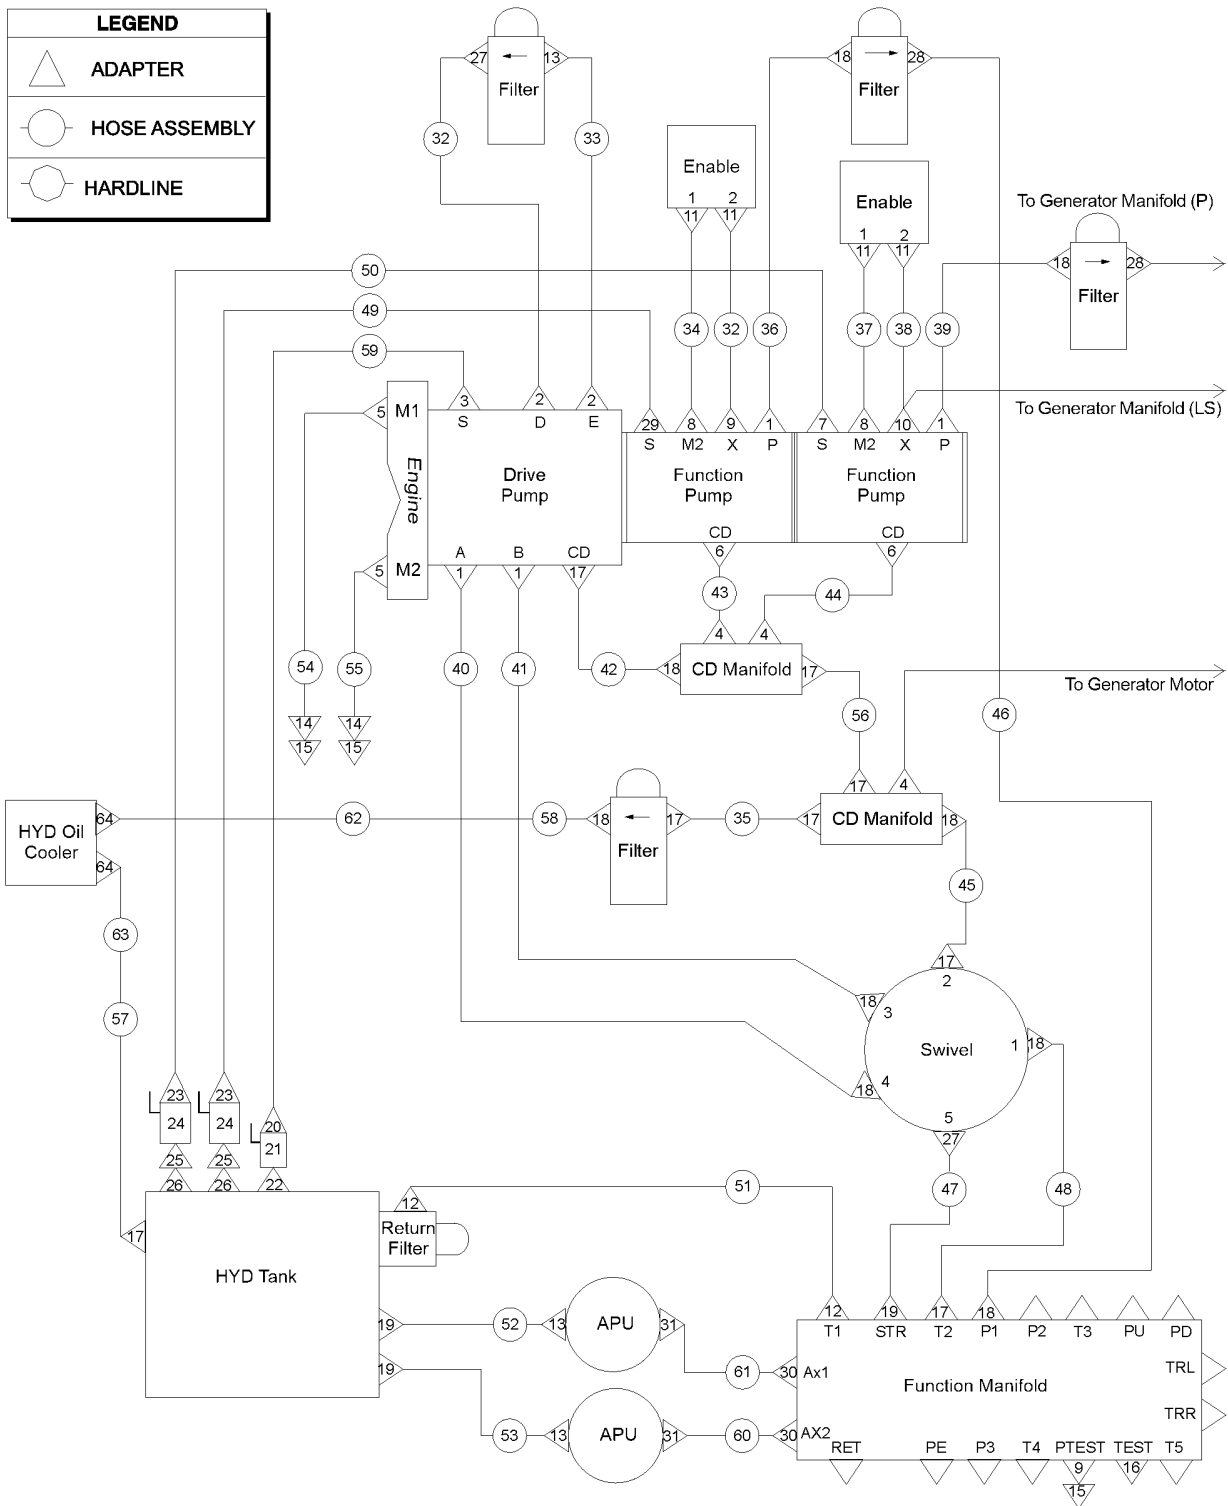 LEGEND
ADAPTER
HOSE ASSEMBLY
HARDLINE
27 13
Filter
32 33
18 28
Filter
Enable
1 2
11 11
Enable
1 2
11 11
To Generator Manifold (P)
18 28
Filter
50
49
59
34 32 36 37 38 39
To Generator Manifold (LS)
5 M1
Engine
5 M2
3 2 2
S D E
Drive
Pump
A B CD
1 1 17
29 8 9 1
S M2 X P
Function
Pump
CD
6
7 8 10 1
S M2 X P
Function
Pump
CD
6
43 44
4 4
54 55 40 41 42
18 CD Manifold 17
To Generator Motor
14 14
15 15
56 46
17 4
HYD Oil
Cooler
64
64
62 58
18 17
Filter
35
17 CD Manifold 18
45
63
57
17
2
18
3
Swivel
1 18
18
4
5
27
23 23 20
24 24 21
25 25
26 26 22
51 47 48
12
Return
Filter
17
HYD Tank
19 52 13 APU 31
19 53 13 APU 31
61
60
12 19 17 18
T1 STR T2 P1 P2 T3 PU PD
30 Ax1
TRL
Function Manifold
TRR
30 AX2
RET PE P3 T4 PTEST TEST T5
9 16
15